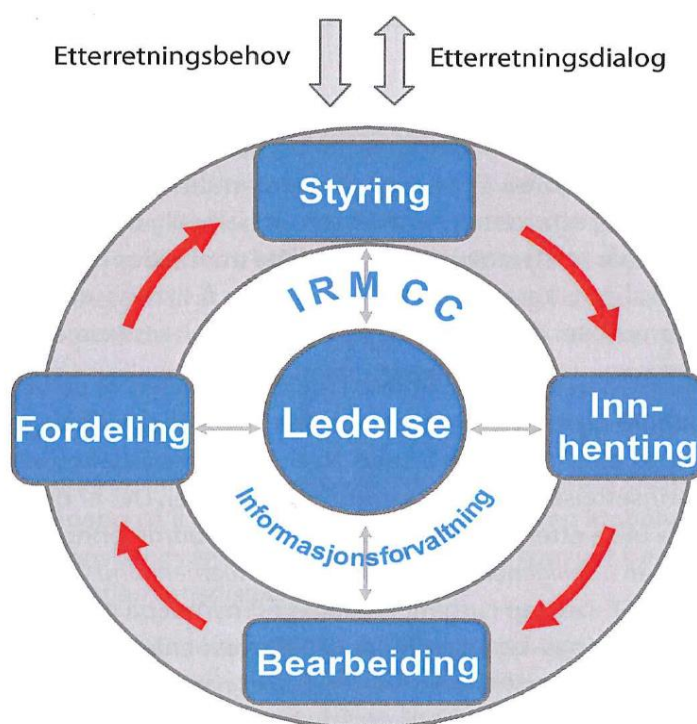 Etterretningsbehov
Etterretningsdialog
Styring
IRM CC
Fordeling
Ledelse
Inn-
henting
Informasjonsforvaltning
Bearbeiding